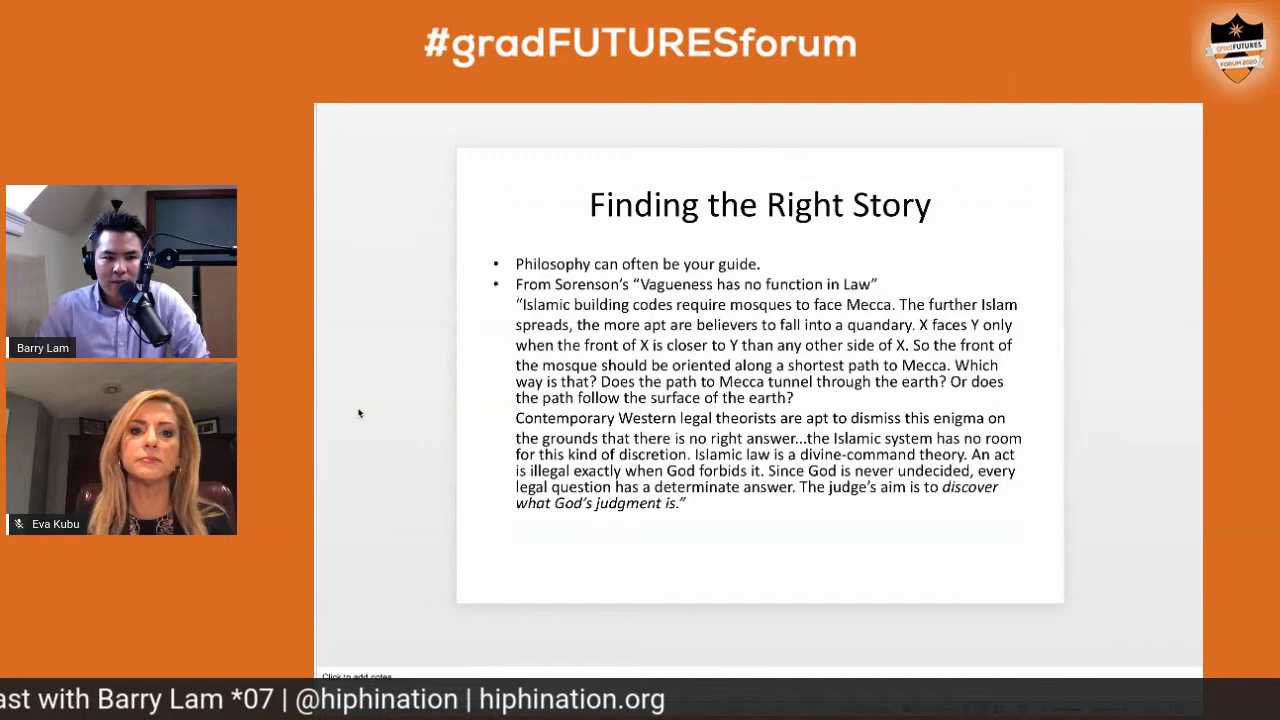 #gradFUTURESforum
gradFUTURES
FORUM 2020
Finding the Right Story
• Philosophy can often be your guide.
• From Sorenson's “Vagueness has no function in Law”
“Islamic building codes require mosques to face Mecca. The further Islam
spreads, the more apt are believers to fall into a quandary. X faces Y only
when the front of X is closer to Y than any other side of X. So the front of
the mosque should be oriented along a shortest path to Mecca. Which
way is that? Does the path to Mecca tunnel through the earth? Or does
the path follow the surface of the earth?
Contemporary Western legal theorists are apt to dismiss this enigma on
the grounds that there is no right answer...the Islamic system has no room
for this kind of discretion. Islamic law is a divine-command theory. An act
is illegal exactly when God forbids it. Since God is never undecided, every
legal question has a determinate answer. The judge's aim is to discover
what God's judgment is.”
Barry Lam
Eva Kubu
Click to add notes
ast with Barry Lam *07 | @hiphination | hiphination.org